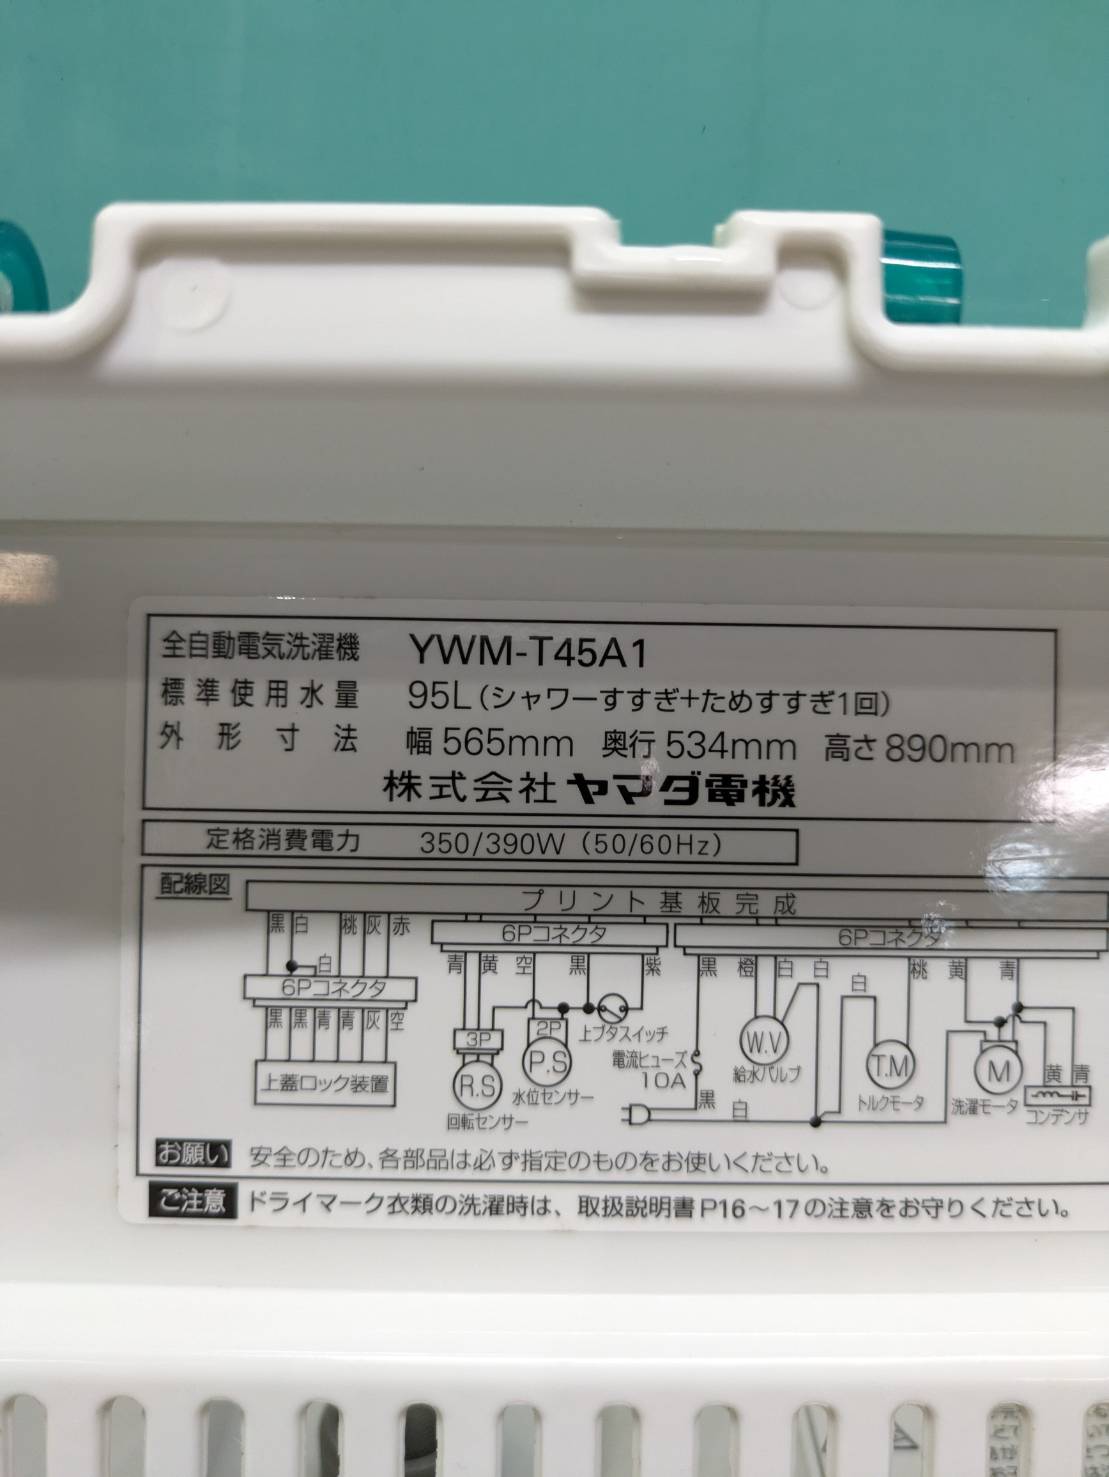 全自動電気洗濯機 YWM-T45A1
標準使用水量 95L(シャワーすすぎ+ためすすぎ1回)
外形寸法 幅565mm 奥行534mm 高さ890mm
株式会社ヤマダ電機
定格消費電力 350/390W(50/60Hz)
配線図
プリント基板完成
黒 白 桃 灰 赤
6Pコネクタ 6Pコネクタ
白
青 黄 空 黒 紫 黒 橙 白 白 桃 黄 青
白
6Pコネクタ
黒 黒 青 青 灰 空
3P 2P 上ブタスイッチ
上蓋ロック装置
R.S P.S 電流ヒューズ 10A W.V T.M M 黄 青
回転センサー 水位センサー 給水バルブ トルクモータ 洗濯モータ コンデンサ
黒 白
お願い 安全のため、各部品は必ず指定のものをお使いください。
ご注意 ドライマーク衣類の洗濯時は、取扱説明書P16~17の注意をお守りください。